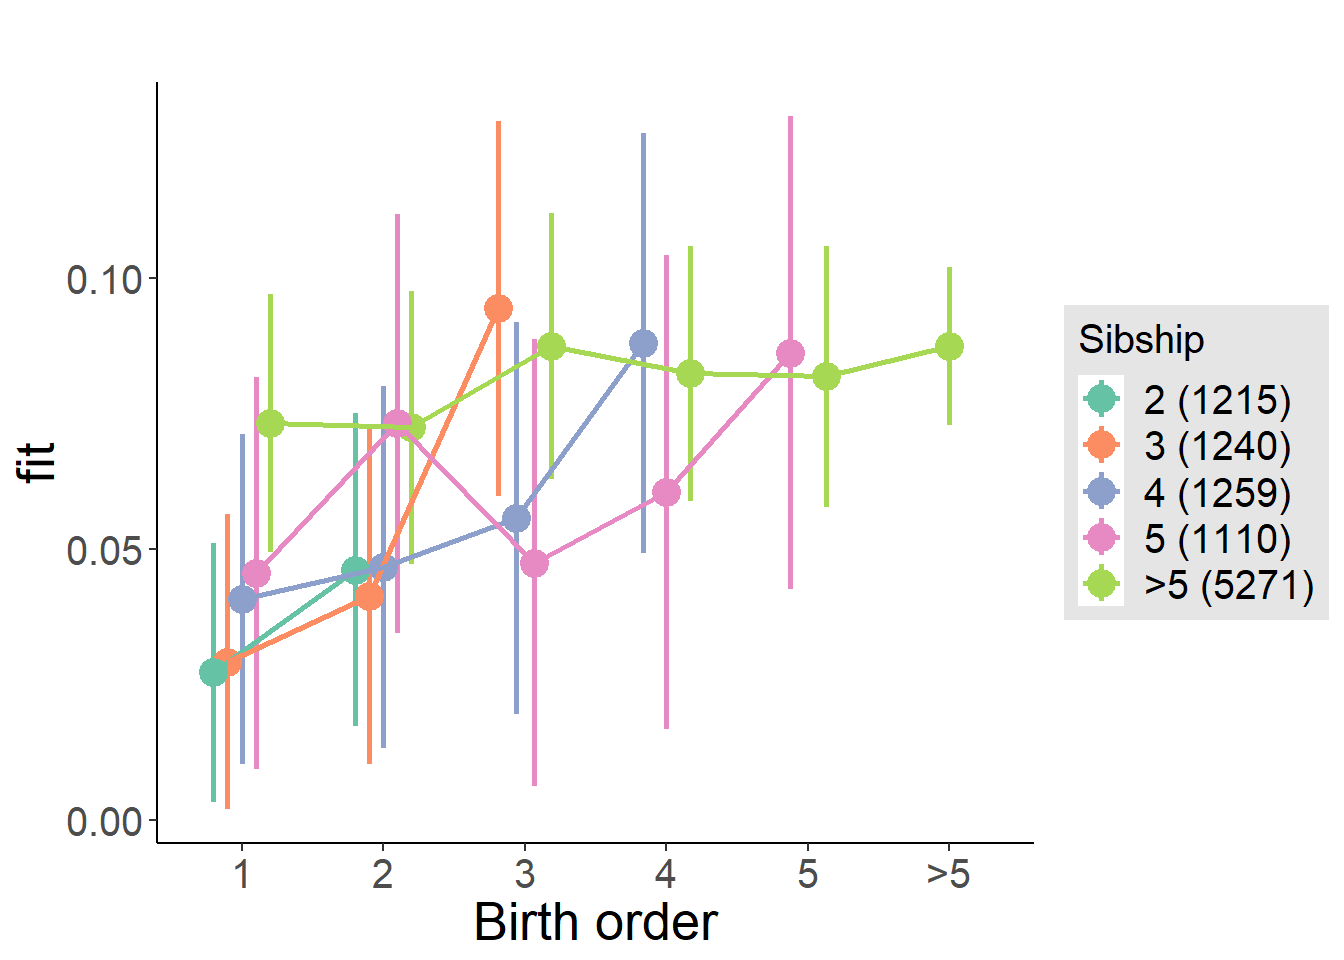 fit
0.10
0.05
0.00
1 2 3 4 5 >5
Birth order
Sibship
2 (1215)
3 (1240)
4 (1259)
5 (1110)
>5 (5271)